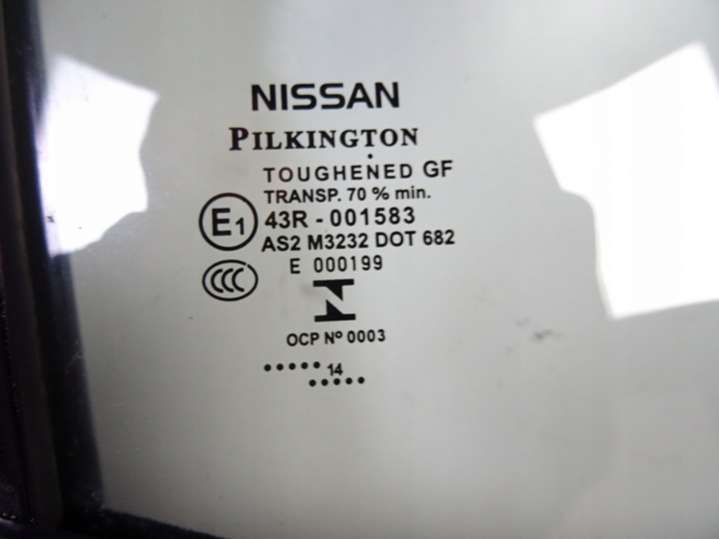 NISSAN
PILKINGTON
TOUGHENED GF
TRANSP. 70 % min.
E1 43R - 001583
AS2 M3232 DOT 682
CCC E 000199
N
OCP Nº 0003
••••• 14
•••••